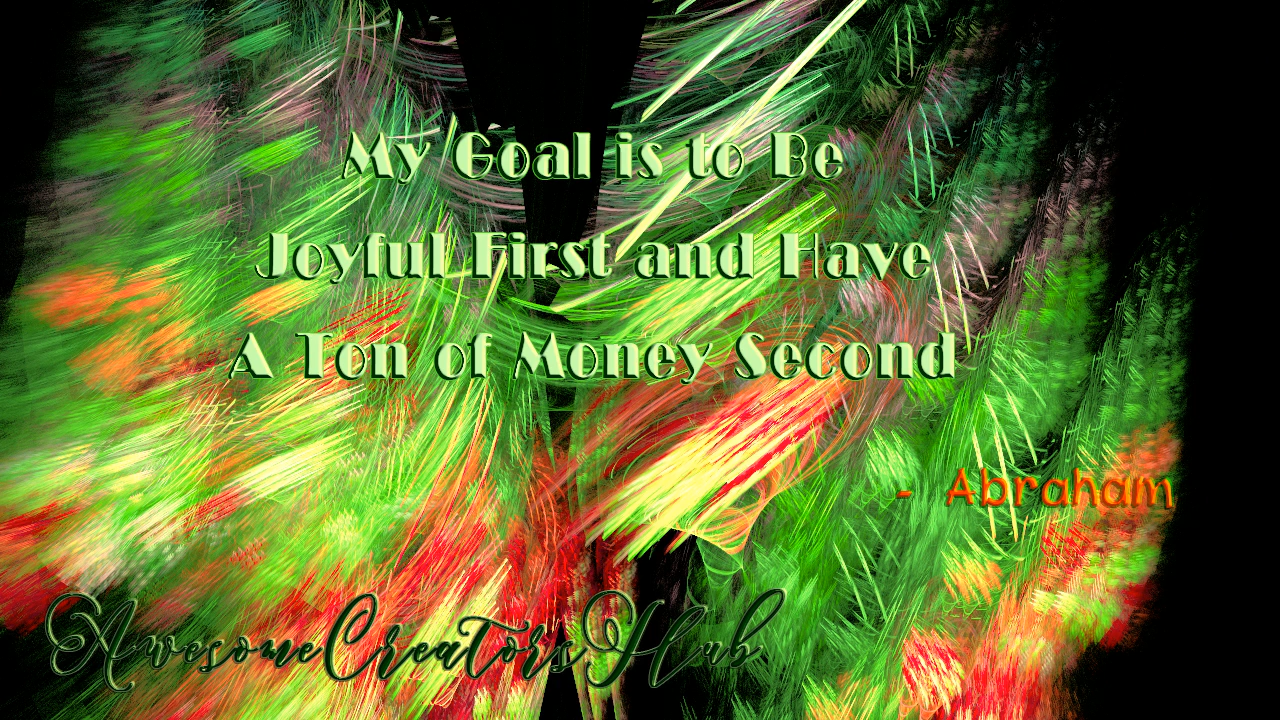 My Goal is to Be
Joyful First and Have
A Ton of Money Second
- Abraham
AwesomeCreatorsHub